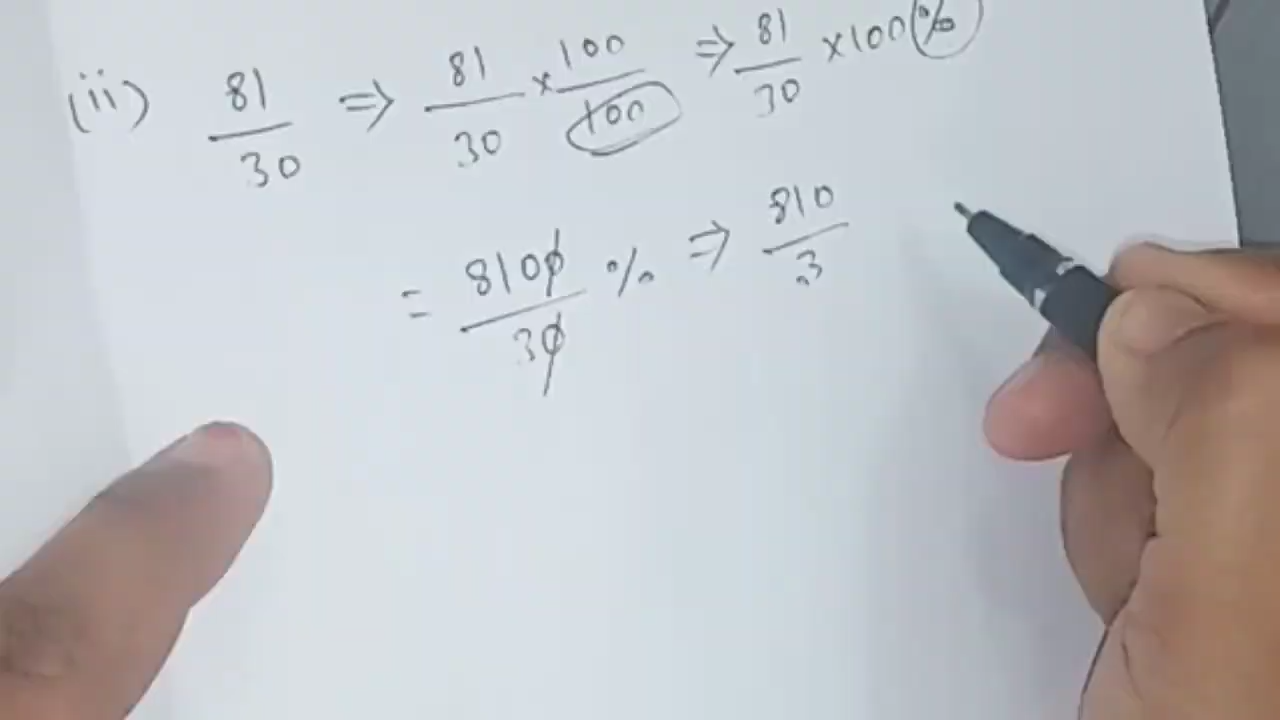 (ii) 81/30 ⇒ 81/30 × 100/100 ⇒ 81/30 ×100%
= 8100/30 % ⇒ 810/3